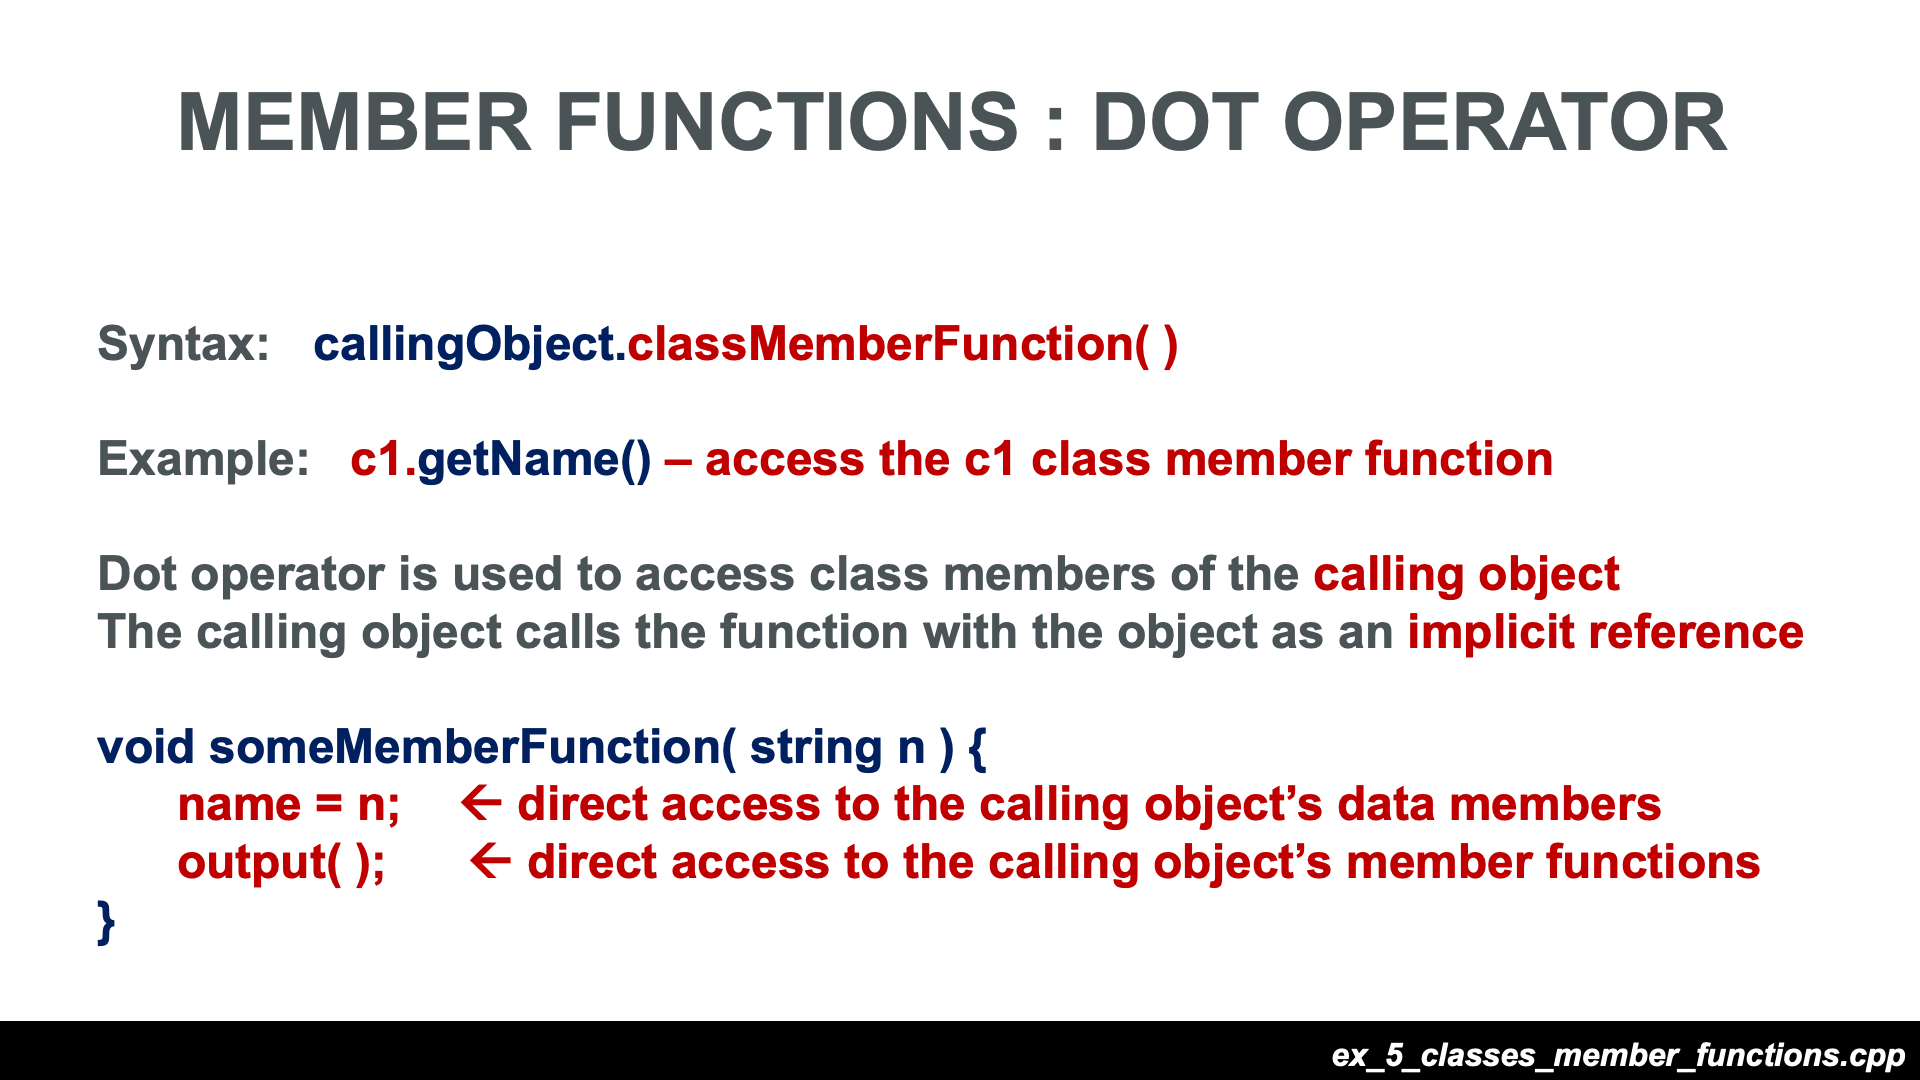 MEMBER FUNCTIONS : DOT OPERATOR
Syntax: callingObject.classMemberFunction( )
Example: c1.getName() – access the c1 class member function
Dot operator is used to access class members of the calling object
The calling object calls the function with the object as an implicit reference
void someMemberFunction( string n ) {
name = n; ← direct access to the calling object’s data members
output( ); ← direct access to the calling object’s member functions
}
ex_5_classes_member_functions.cpp